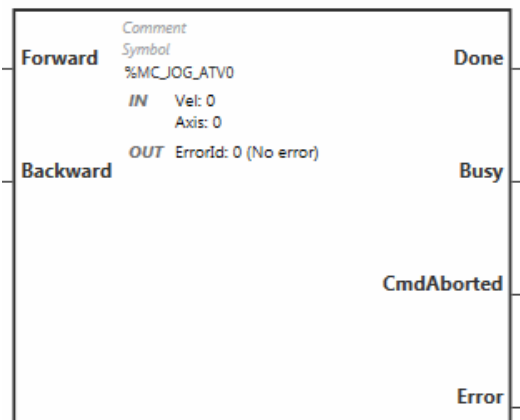 Comment
Forward Symbol Done
%MC_JOG_ATV0
IN Vel: 0
Axis: 0
OUT ErrorId: 0 (No error)
Backward Busy
CmdAborted
Error